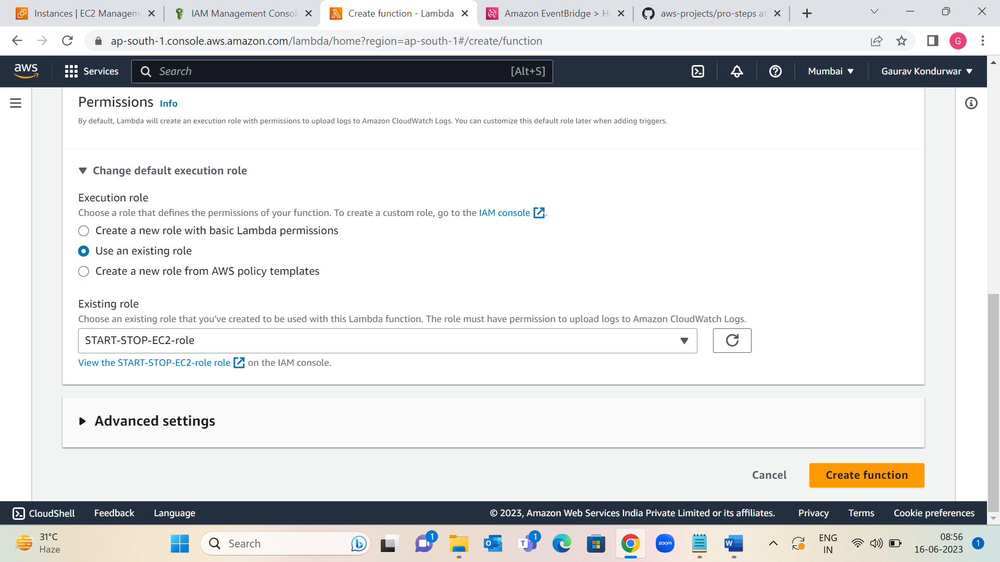 Instances | EC2 Managem
IAM Management Consol
Create function - Lambda
Amazon EventBridge > H
aws-projects/pro-steps at
ap-south-1.console.aws.amazon.com/lambda/home?region=ap-south-1#/create/function
G
aws
Services
Search
[Alt+S]
Mumbai
Gaurav Kondurwar
Permissions Info
By default, Lambda will create an execution role with permissions to upload logs to Amazon CloudWatch Logs. You can customize this default role later when adding triggers.
Change default execution role
Execution role
Choose a role that defines the permissions of your function. To create a custom role, go to the IAM console.
Create a new role with basic Lambda permissions
Use an existing role
Create a new role from AWS policy templates
Existing role
Choose an existing role that you've created to be used with this Lambda function. The role must have permission to upload logs to Amazon CloudWatch Logs.
START-STOP-EC2-role
View the START-STOP-EC2-role role on the IAM console.
Advanced settings
Cancel
Create function
CloudShell
Feedback
Language
© 2023, Amazon Web Services India Private Limited or its affiliates.
Privacy
Terms
Cookie preferences
31°C
Haze
Search
1
1
zoom
ENG
IN
08:56
16-06-2023
1